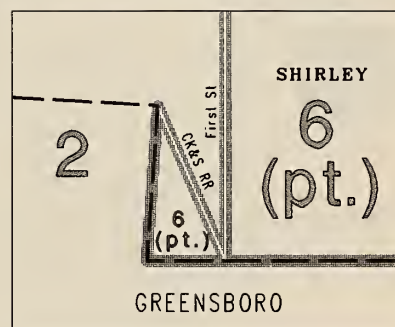 First St
SHIRLEY
6
(pt.)
2
CK&S RR
6
(pt.)
GREENSBORO